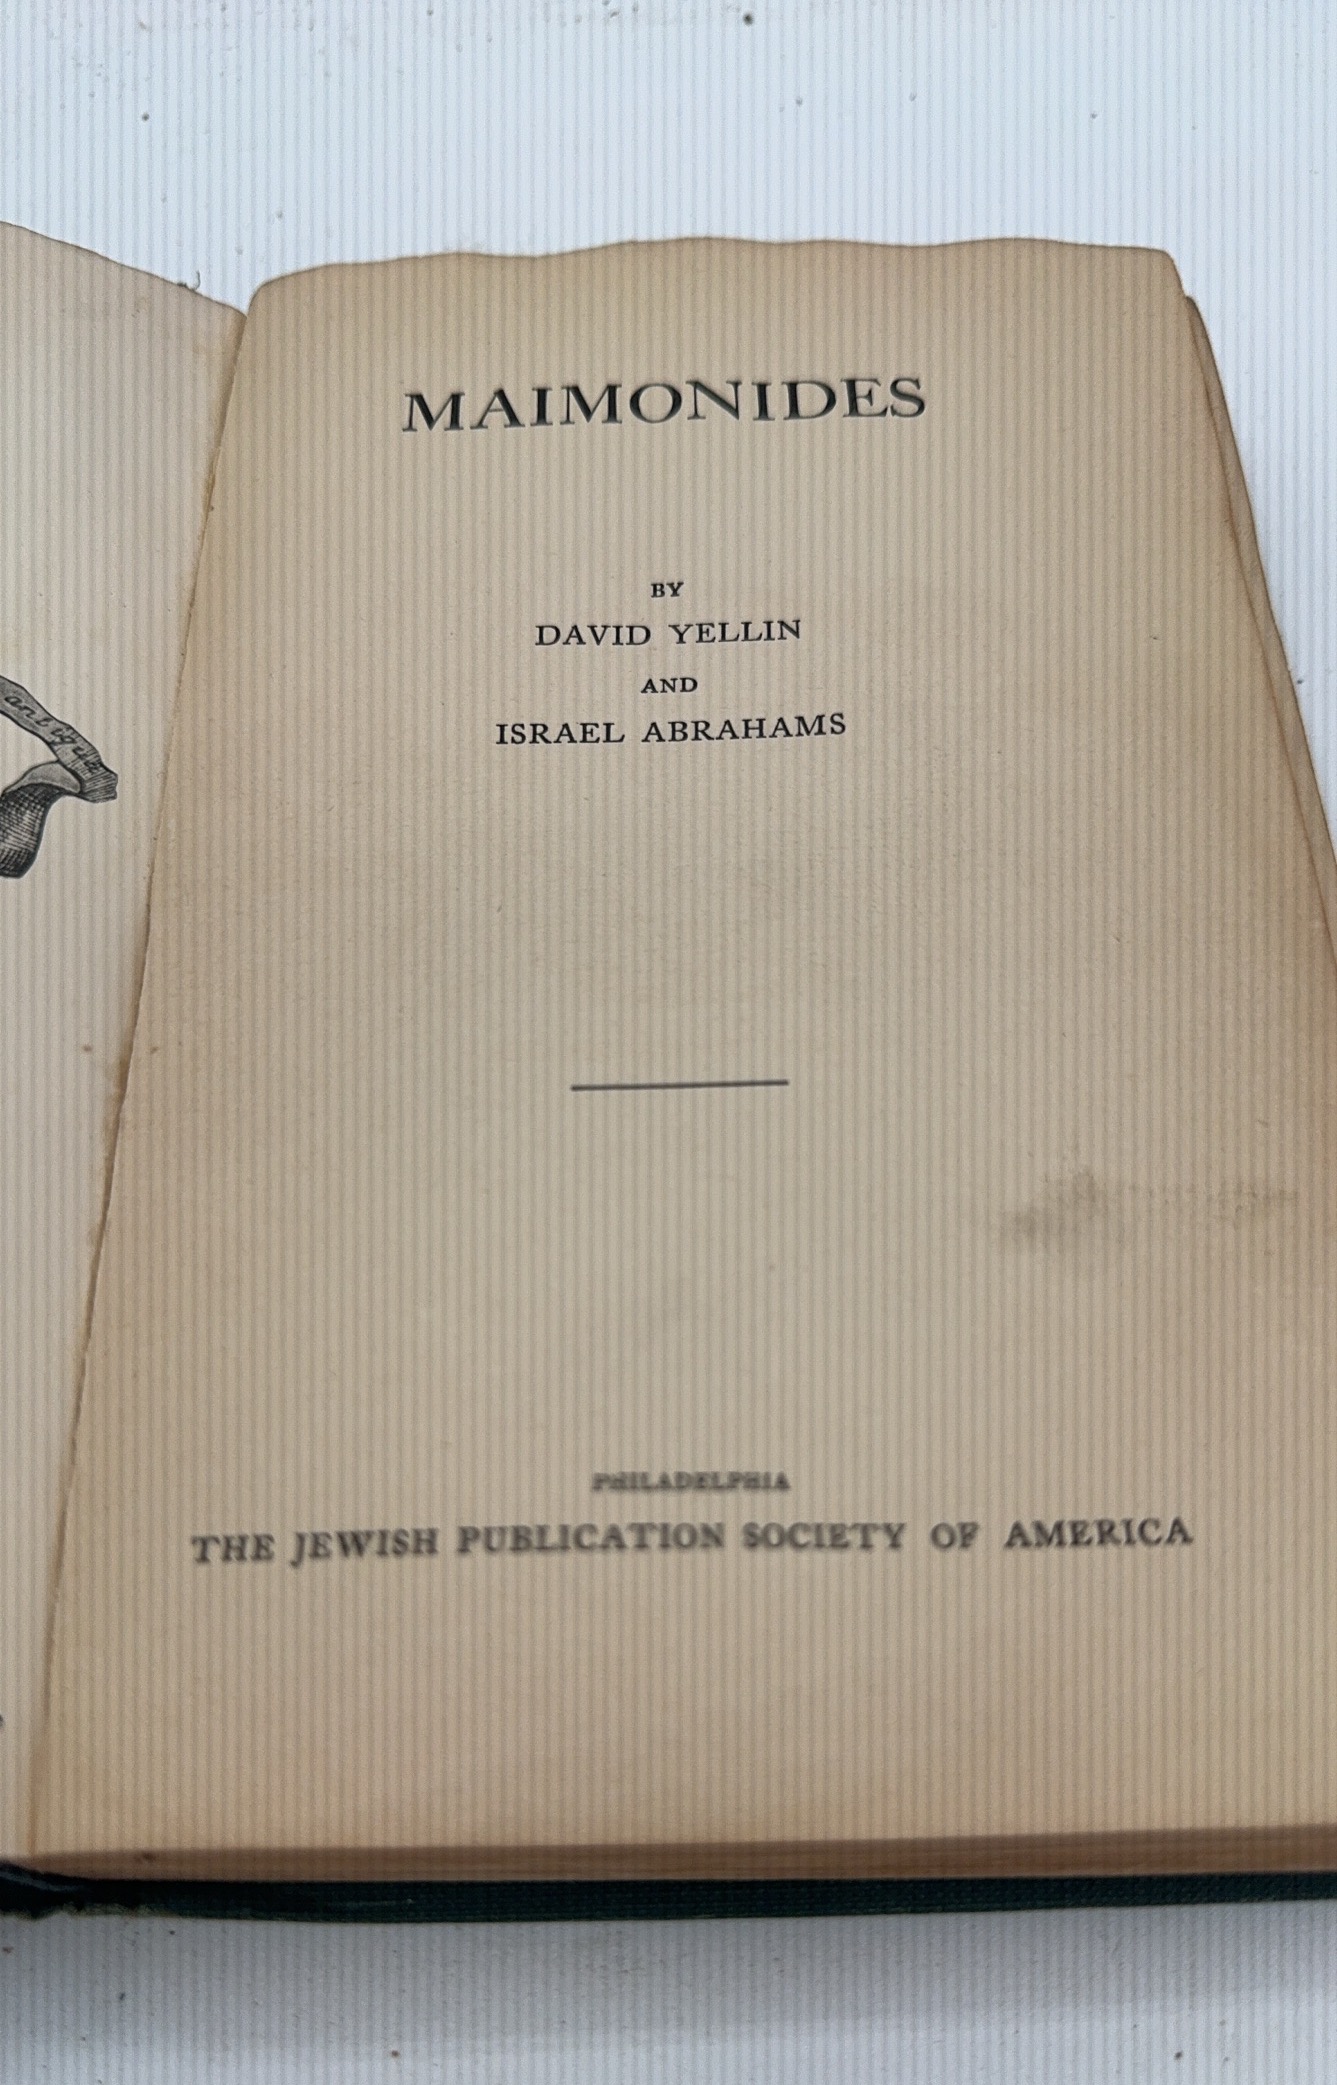 MAIMONIDES
BY
DAVID YELLIN
AND
ISRAEL ABRAHAMS
PHILADELPHIA
THE JEWISH PUBLICATION SOCIETY OF AMERICA